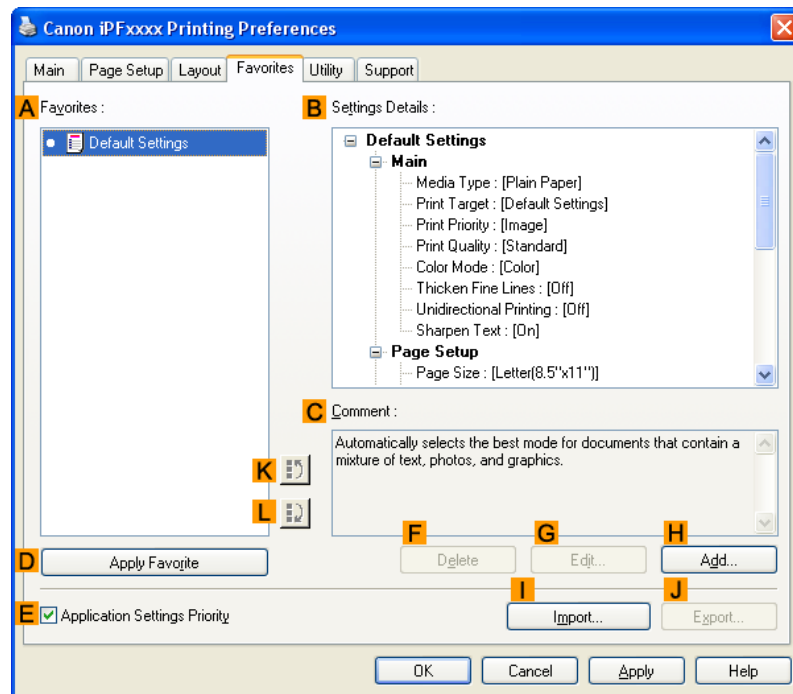 Canon iPFxxxx Printing Preferences
Main Page Setup Layout Favorites Utility Support
A Favorites :
Default Settings
B Settings Details :
Default Settings
Main
Media Type : [Plain Paper]
Print Target : [Default Settings]
Print Priority : [Image]
Print Quality : [Standard]
Color Mode : [Color]
Thicken Fine Lines : [Off]
Unidirectional Printing : [Off]
Sharpen Text : [On]
Page Setup
Page Size : [Letter(8.5"x11")]
C Comment :
Automatically selects the best mode for documents that contain a
mixture of text, photos, and graphics.
K
L
D Apply Favorite
F Delete
G Edit...
H Add...
E Application Settings Priority
I Import...
J Export...
OK Cancel Apply Help